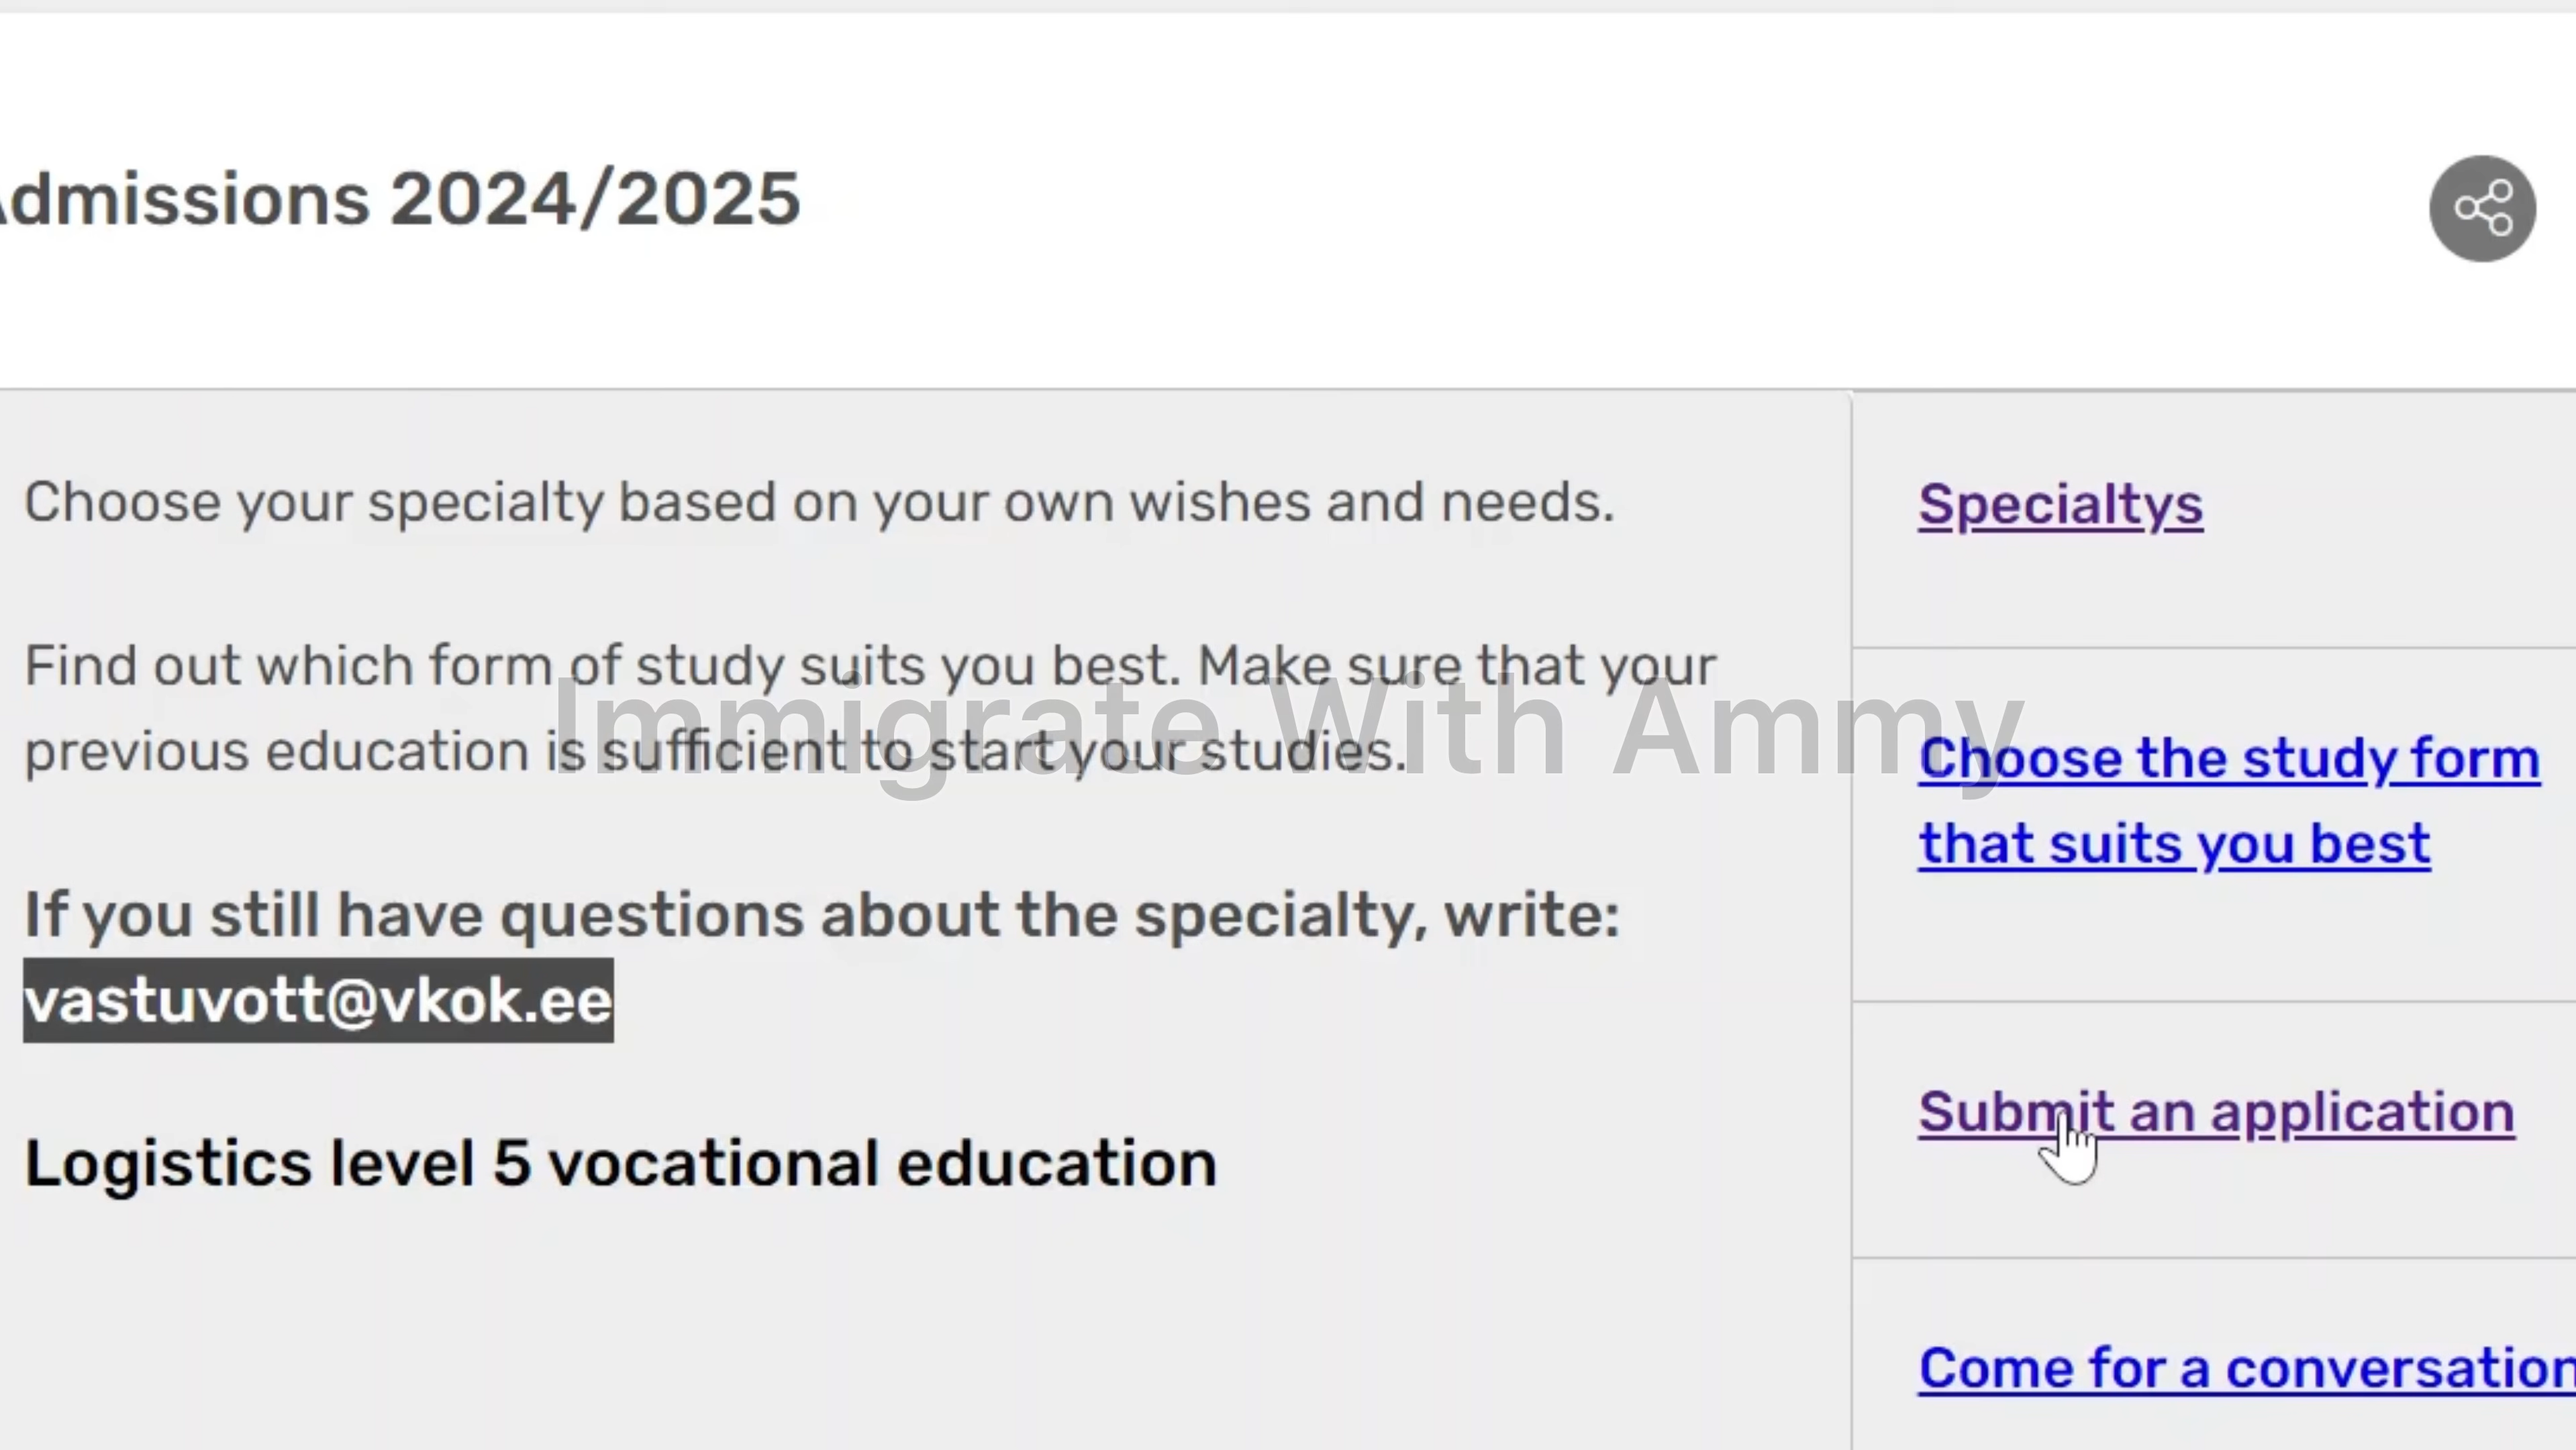 Admissions 2024/2025
Choose your specialty based on your own wishes and needs.
Find out which form of study suits you best. Make sure that your
previous education is sufficient to start your studies.
If you still have questions about the specialty, write:
vastuvott@vkok.ee
Logistics level 5 vocational education
Specialtys
Choose the study form
that suits you best
Submit an application
Come for a conversation
Immigrate With Ammy